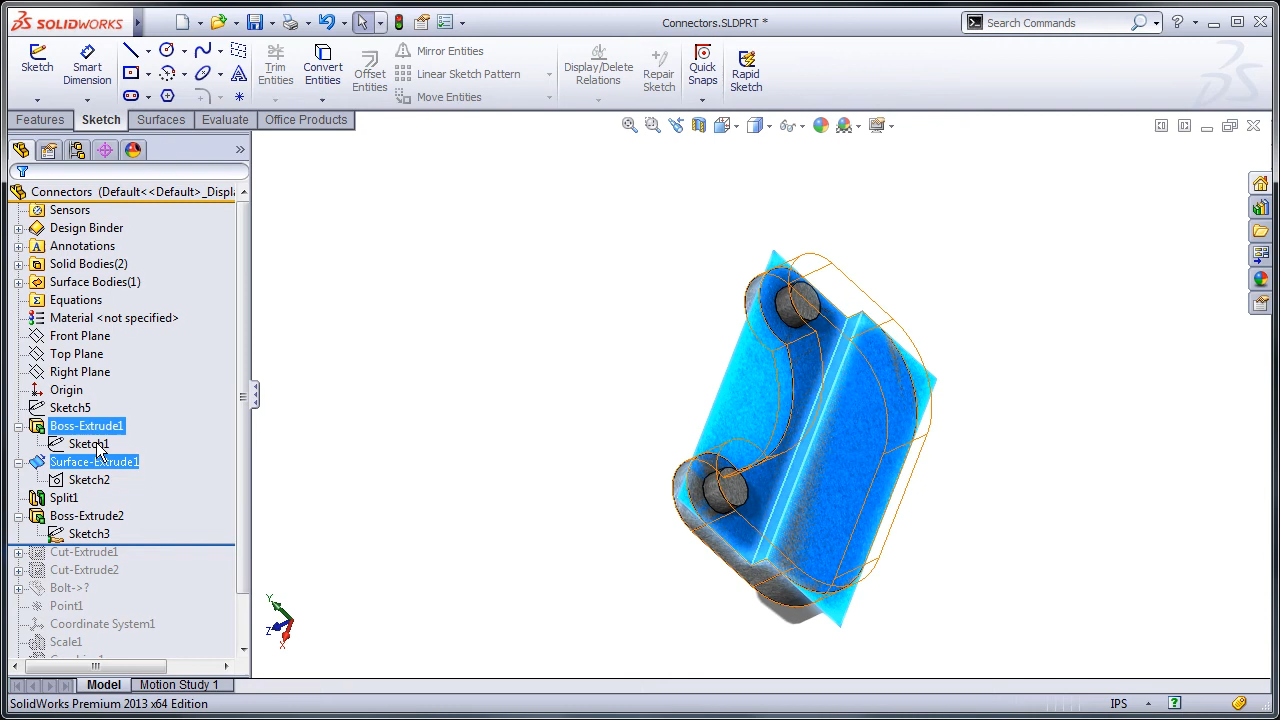 SOLIDWORKS
Connectors.SLDPRT *
Search Commands
Sketch
Smart Dimension
Trim Entities
Convert Entities
Offset Entities
Mirror Entities
Linear Sketch Pattern
Move Entities
Display/Delete Relations
Repair Sketch
Quick Snaps
Rapid Sketch
Features
Sketch
Surfaces
Evaluate
Office Products
Connectors (Default<<Default>_Displa
Sensors
Design Binder
Annotations
Solid Bodies(2)
Surface Bodies(1)
Equations
Material <not specified>
Front Plane
Top Plane
Right Plane
Origin
Sketch5
Boss-Extrude1
Sketch1
Surface-Extrude1
Sketch2
Split1
Boss-Extrude2
Sketch3
Cut-Extrude1
Cut-Extrude2
Bolt->?
Point1
Coordinate System1
Scale1
Y
Z
X
Model
Motion Study 1
SolidWorks Premium 2013 x64 Edition
IPS